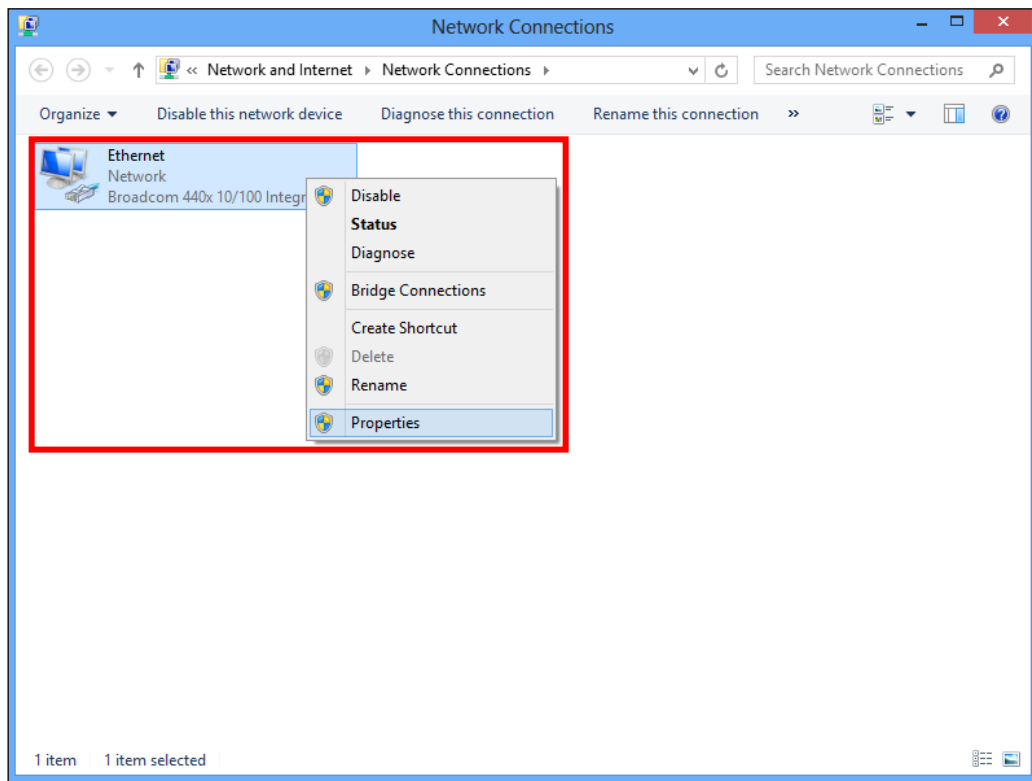 Network Connections
« Network and Internet Network Connections
Search Network Connections
Organize Disable this network device Diagnose this connection Rename this connection »
Ethernet
Network
Broadcom 440x 10/100 Integr
Disable
Status
Diagnose
Bridge Connections
Create Shortcut
Delete
Rename
Properties
1 item 1 item selected